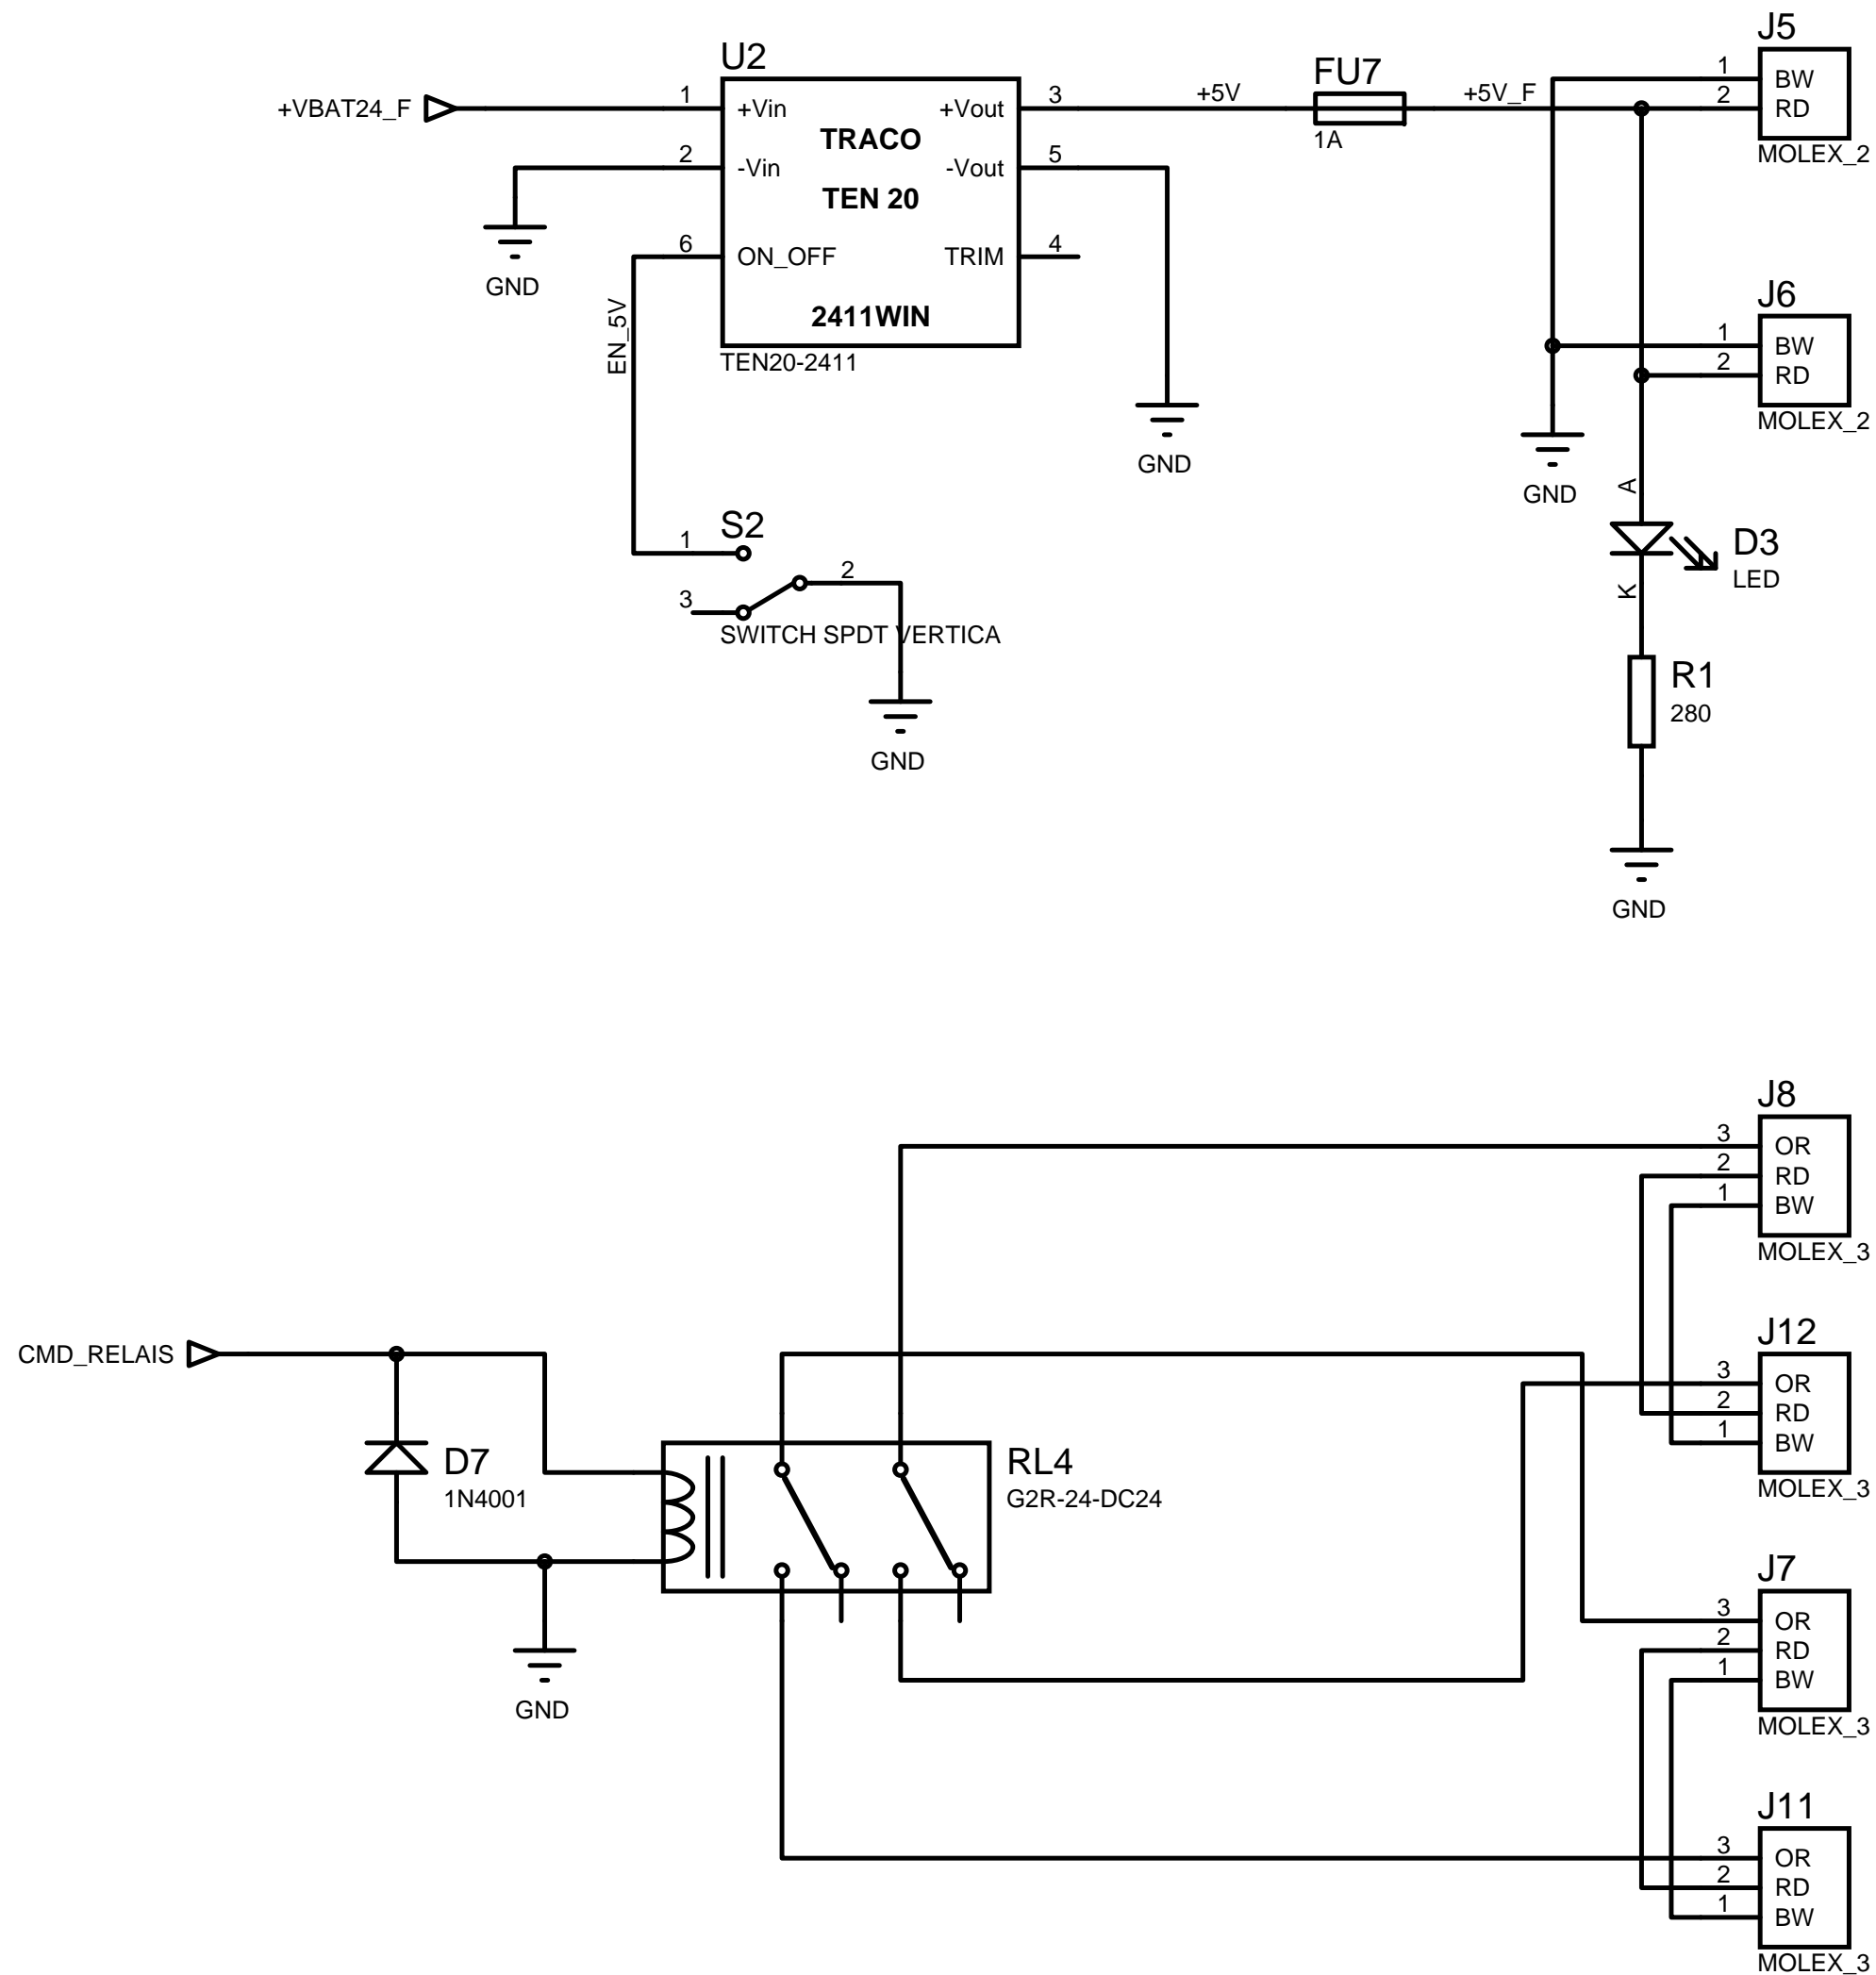 U2
+VBAT24_F
1
+Vin
2
-Vin
6
ON_OFF
TRACO
TEN 20
2411WIN
+Vout
3
-Vout
5
TRIM
4
TEN20-2411
GND
EN_5V
+5V
FU7
1A
+5V_F
GND
J5
1
BW
2
RD
MOLEX_2
J6
1
BW
2
RD
MOLEX_2
GND
A
D3
LED
K
R1
280
GND
S2
1
2
3
SWITCH SPDT VERTICA
GND
J8
3
OR
2
RD
1
BW
MOLEX_3
J12
3
OR
2
RD
1
BW
MOLEX_3
CMD_RELAIS
D7
1N4001
GND
RL4
G2R-24-DC24
J7
3
OR
2
RD
1
BW
MOLEX_3
J11
3
OR
2
RD
1
BW
MOLEX_3